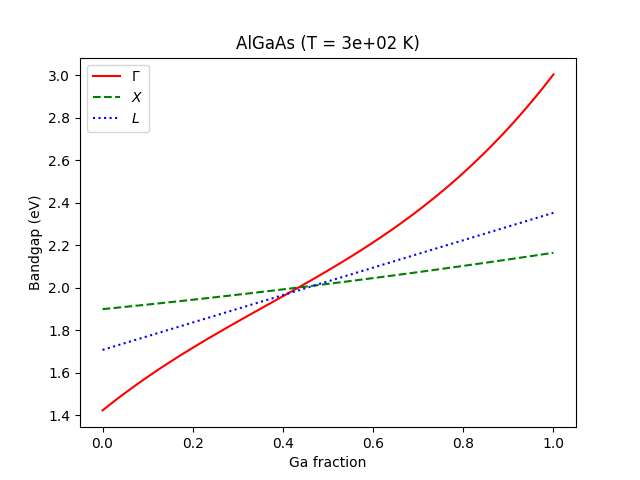 AlGaAs (T = 3e+02 K)
Γ
X
L
Bandgap (eV)
3.0
2.8
2.6
2.4
2.2
2.0
1.8
1.6
1.4
0.0 0.2 0.4 0.6 0.8 1.0
Ga fraction